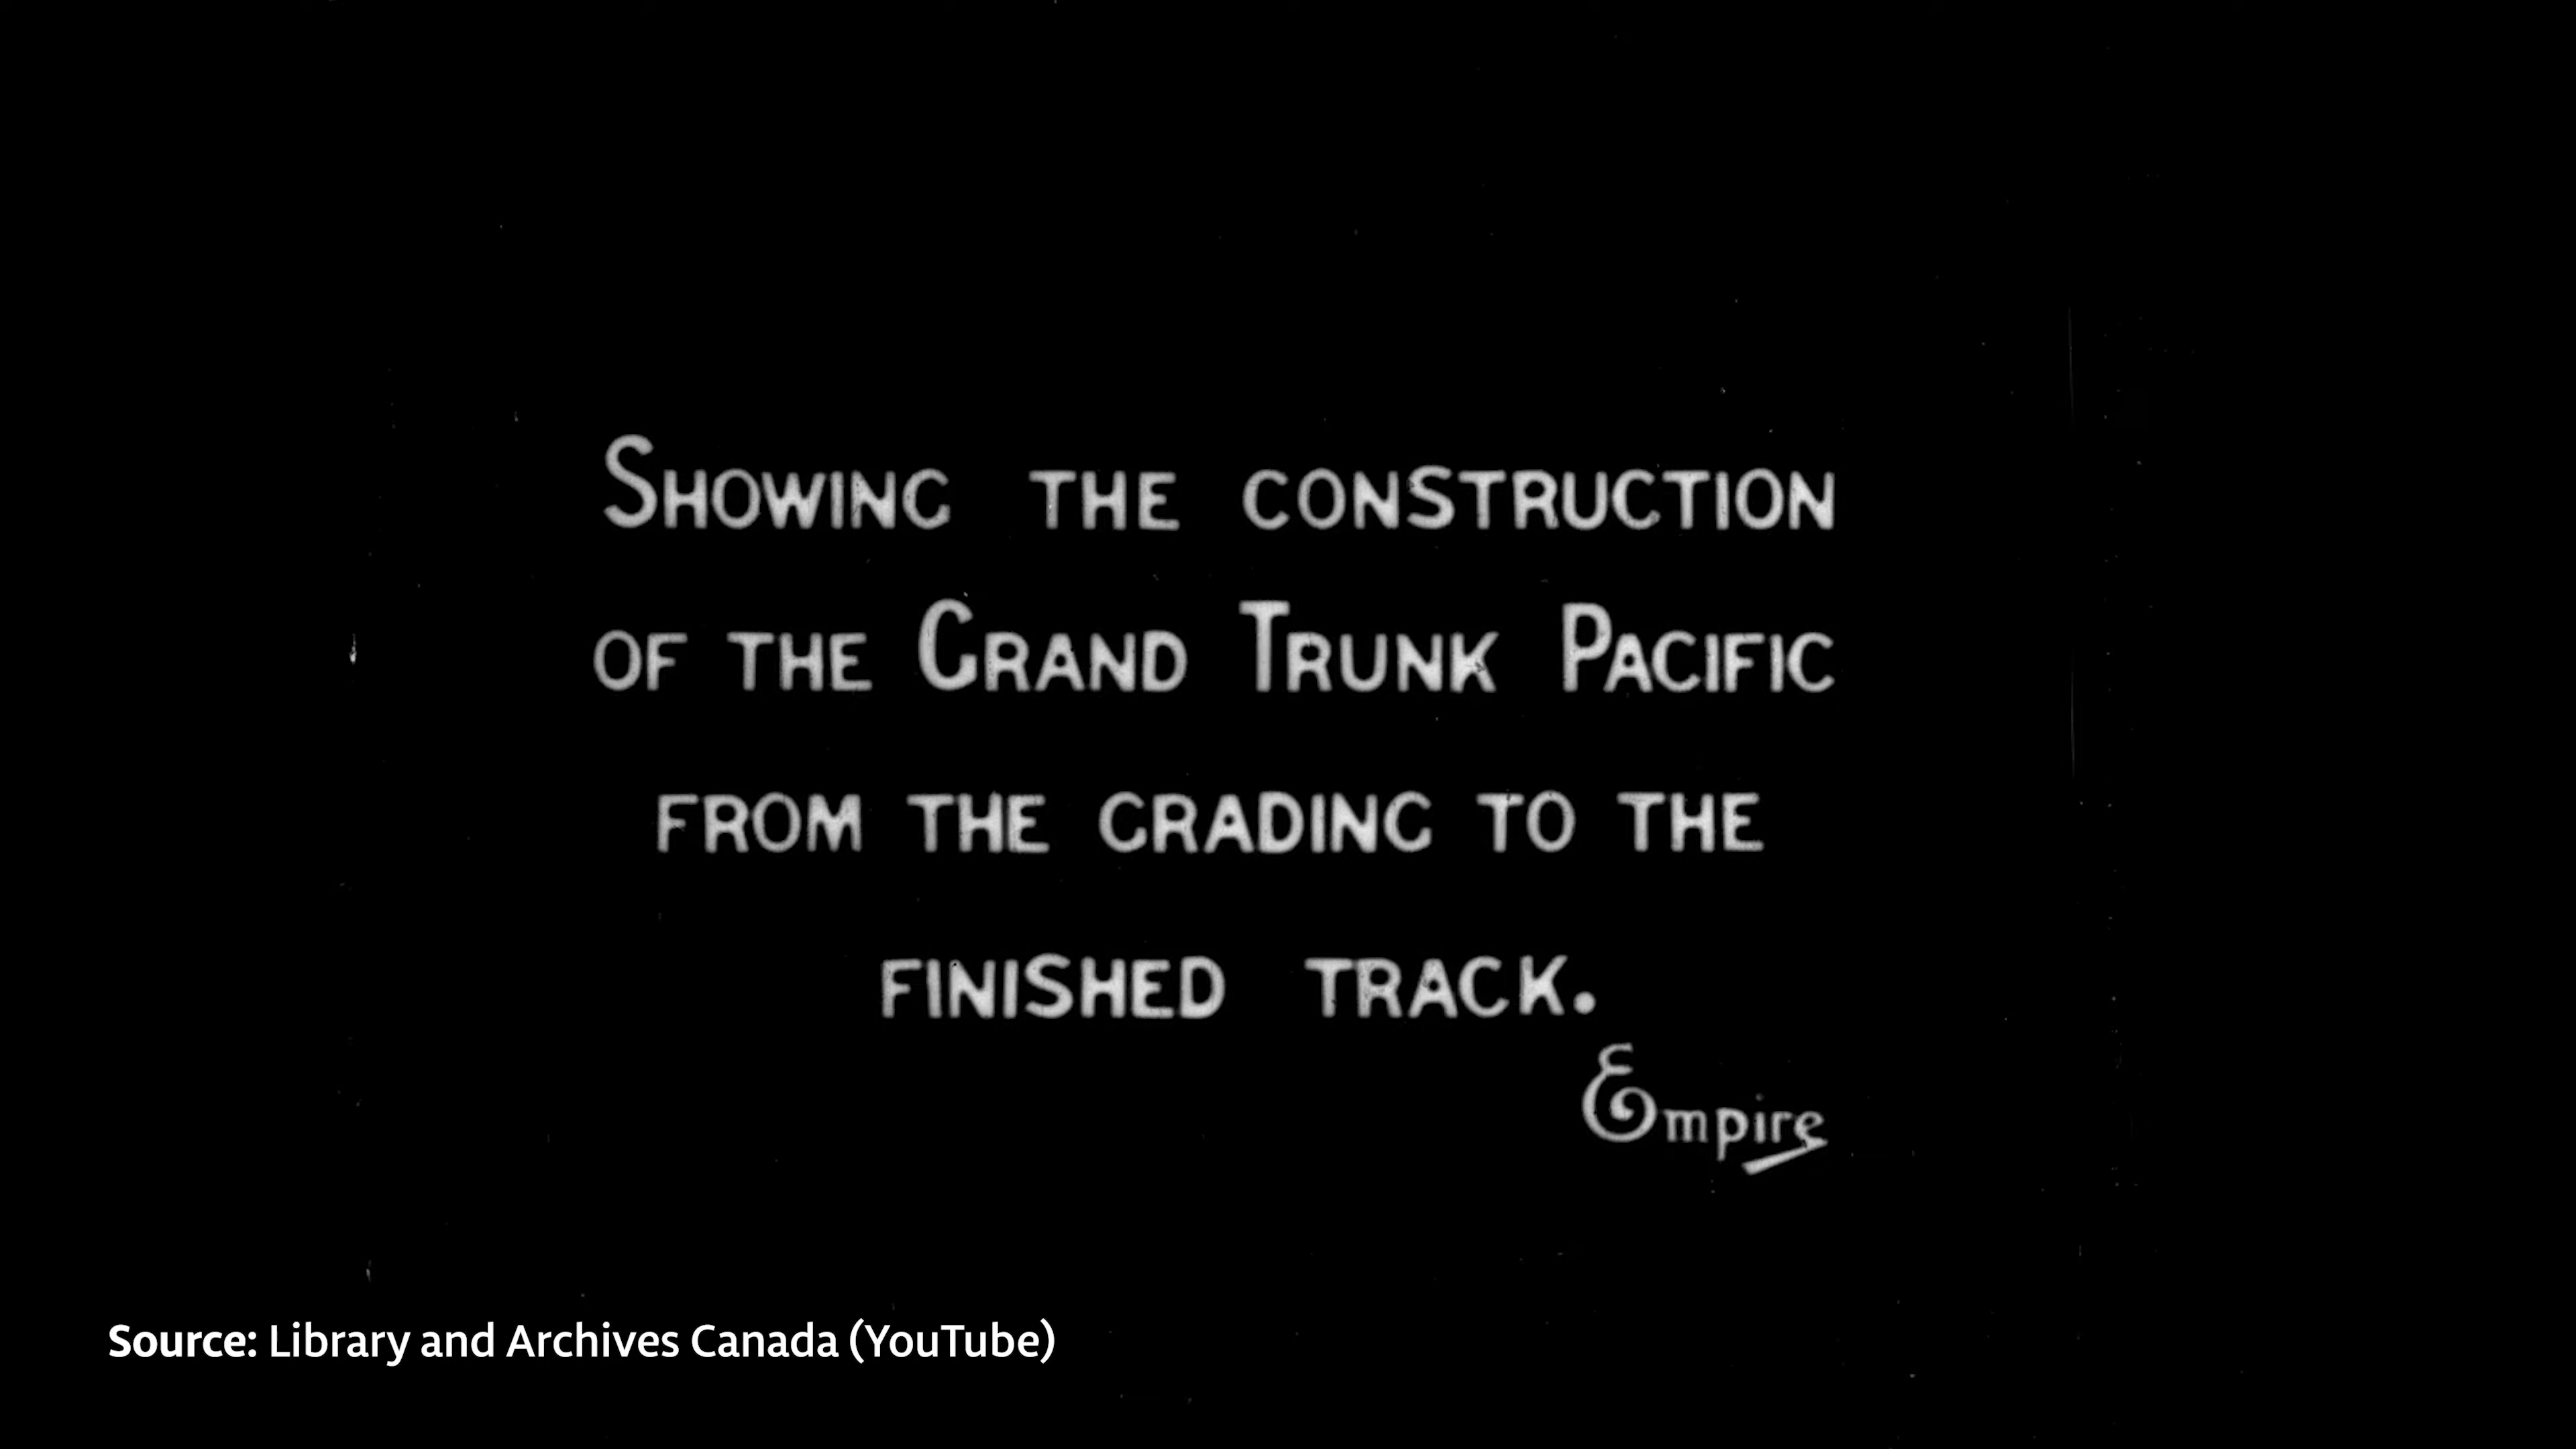 Showing the construction
of the Grand Trunk Pacific
from the grading to the
finished track.
Empire
Source: Library and Archives Canada (YouTube)